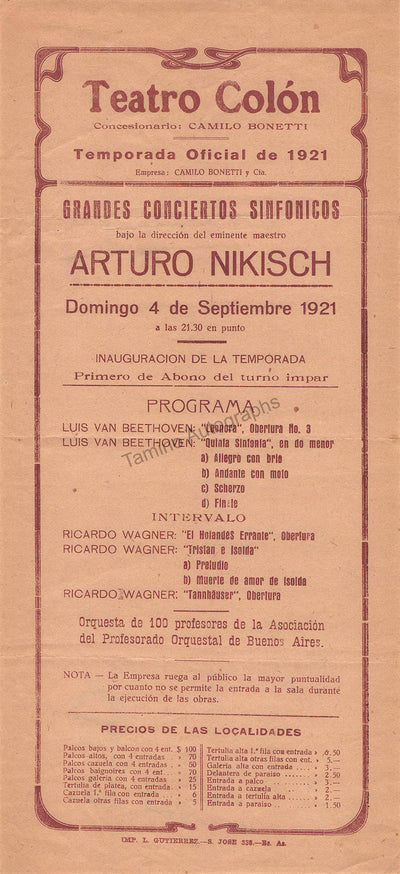 Teatro Colón
Concesionario: CAMILO BONETTI
Temporada Oficial de 1921
Empresa: CAMILO BONETTI y Cía.
GRANDES CONCIERTOS SINFONICOS
bajo la dirección del eminente maestro
ARTURO NIKISCH
Domingo 4 de Septiembre 1921
a las 21.30 en punto
INAUGURACION DE LA TEMPORADA
Primero de Abono del turno impar
PROGRAMA
LUIS VAN BEETHOVEN: "Leonora", Obertura No. 3
LUIS VAN BEETHOVEN: "Quinta Sinfonia", en do menor
a) Allegro con brio
b) Andante con moto
c) Scherzo
d) Finale
Tamino Autographs
INTERVALO
RICARDO WAGNER: "El Holandés Errante", Obertura
RICARDO WAGNER: "Tristan e Isolda"
a) Preludio
b) Muerte de amor de Isolda
RICARDO WAGNER: "Tannhäuser", Obertura
Orquesta de 100 profesores de la Asociación
del Profesorado Orquestal de Buenos Aires.
NOTA — La Empresa ruega al público la mayor puntualidad
por cuanto no se permite la entrada a la sala durante
la ejecución de las obras.
PRECIOS DE LAS LOCALIDADES
Palcos bajos y balcon con 4 ent. $ 100
Palcos altos, con 4 entradas » 70
Palcos cazuela con 4 entradas » 50
Palcos baignoires con 4 ent. » 70
Palcos galería con 4 entradas » 25
Tertulia de platea, con entrada » 15
Cazuela 1.ª fila con entrada » 6
Cazuela otras filas con entrada » 5
Tertulia alta 1.ª fila con entrada » 6.50
Tertulia alta otras filas con ent. » 5.—
Galería alta con entrada » 3.—
Delantera de paraíso » 2.50
Entrada a palco » 3.—
Entrada a cazuela » 2.—
Entrada a tertulia alta » 2.—
Entrada a paraíso » 1.50
IMP. L. GUTIERREZ.—S. JOSE 338.—Bs. As.